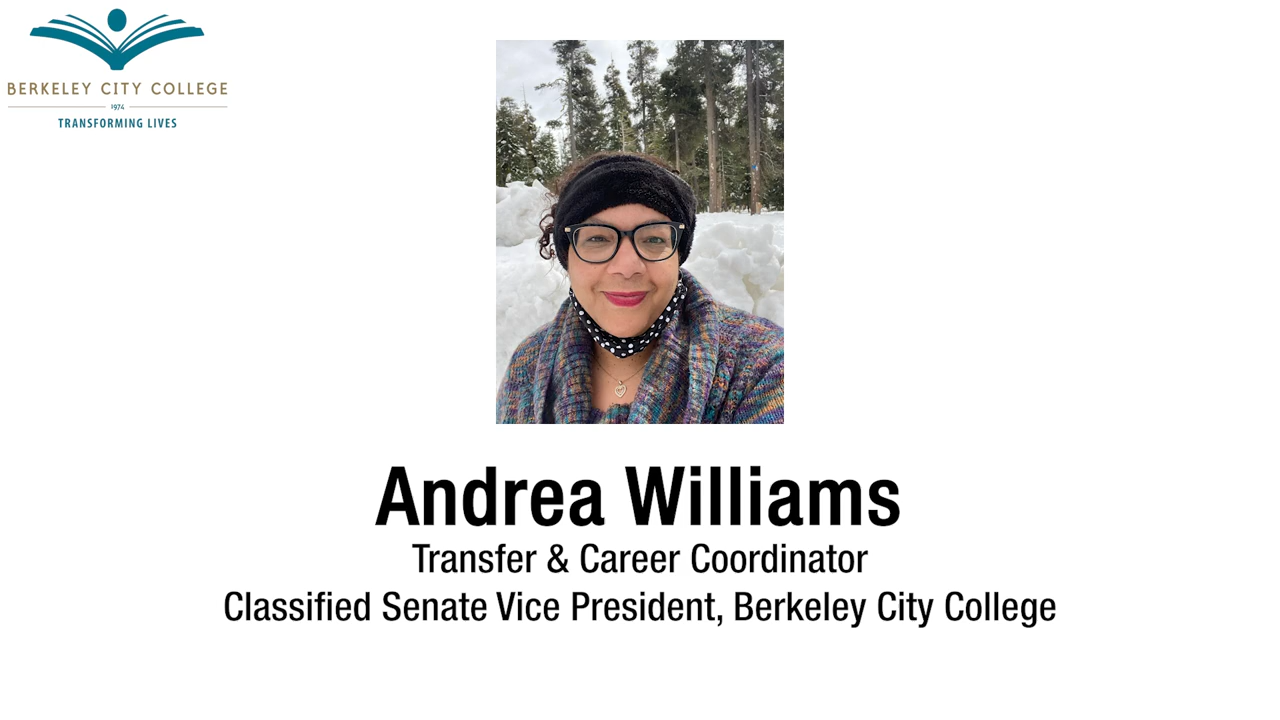 BERKELEY CITY COLLEGE
1974
TRANSFORMING LIVES
Andrea Williams
Transfer & Career Coordinator
Classified Senate Vice President, Berkeley City College